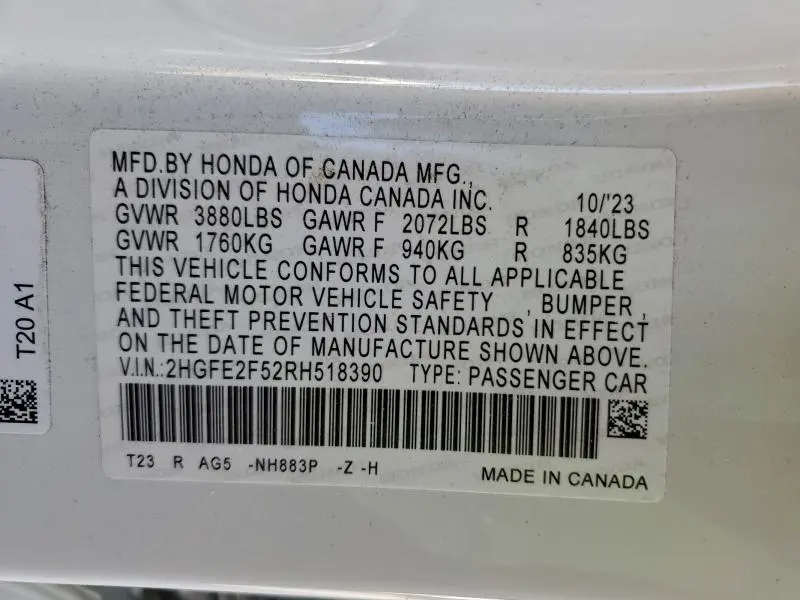 MFD.BY HONDA OF CANADA MFG.,
A DIVISION OF HONDA CANADA INC. 10/'23
GVWR 3880LBS GAWR F 2072LBS R 1840LBS
GVWR 1760KG GAWR F 940KG R 835KG
THIS VEHICLE CONFORMS TO ALL APPLICABLE
FEDERAL MOTOR VEHICLE SAFETY , BUMPER ,
AND THEFT PREVENTION STANDARDS IN EFFECT
ON THE DATE OF MANUFACTURE SHOWN ABOVE.
V.I.N.:2HGFE2F52RH518390 TYPE: PASSENGER CAR
T23 R AG5 -NH883P -Z -H
MADE IN CANADA
T20 A1